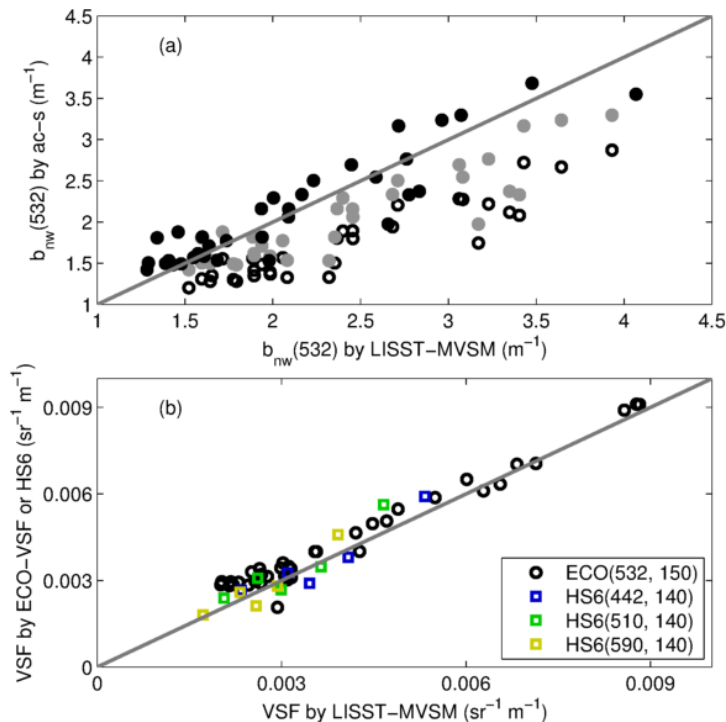 4.5
4
3.5
3
2.5
2
1.5
1
(a)
b_nw(532) by ac−s (m⁻¹)
1 1.5 2 2.5 3 3.5 4 4.5
b_nw(532) by LISST−MVSM (m⁻¹)
0.009
0.006
0.003
0
(b)
VSF by ECO−VSF or HS6 (sr⁻¹ m⁻¹)
ECO(532, 150)
HS6(442, 140)
HS6(510, 140)
HS6(590, 140)
0 0.003 0.006 0.009
VSF by LISST−MVSM (sr⁻¹ m⁻¹)